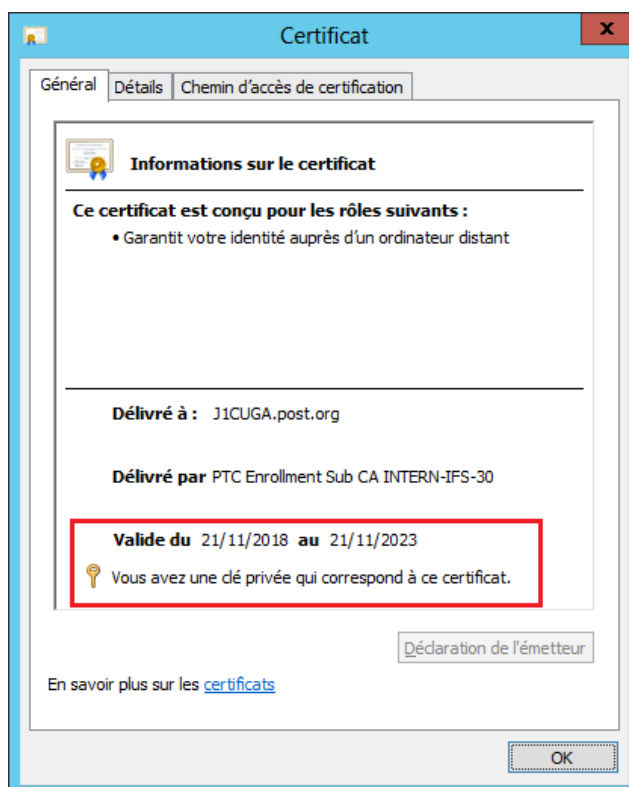 Certificat
x
Général Détails Chemin d'accès de certification
Informations sur le certificat
Ce certificat est conçu pour les rôles suivants :
• Garantit votre identité auprès d'un ordinateur distant
Délivré à : J1CUGA.post.org
Délivré par PTC Enrollment Sub CA INTERN-IFS-30
Valide du 21/11/2018 au 21/11/2023
Vous avez une clé privée qui correspond à ce certificat.
Déclaration de l'émetteur
En savoir plus sur les certificats
OK